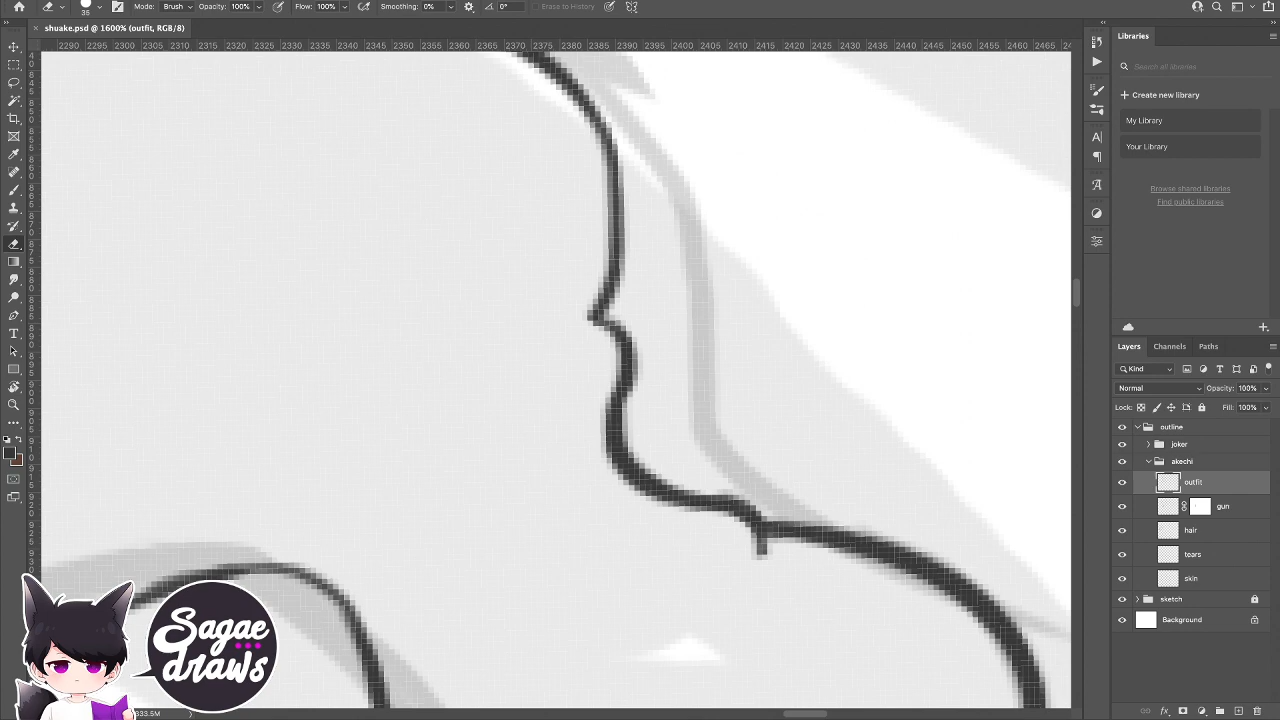 Mode: Brush Opacity: 100% Flow: 100% Smoothing: 0% 0° Erase to History
35
× shuake.psd @ 1600% (outfit, RGB/8)
2290 2295 2300 2305 2310 2315 2320 2325 2330 2335 2340 2345 2350 2355 2360 2365 2370 2375 2380 2385 2390 2395 2400 2405 2410 2415 2420 2425 2430 2435 2440 2445 2450 2455 2460 2465
Libraries
Search all libraries
Create new library
My Library
Your Library
Browse shared libraries
Find public libraries
Layers Channels Paths
Kind
Normal Opacity: 100%
Lock: Fill: 100%
outline
joker
akechi
outfit
gun
hair
tears
skin
sketch
Background
Sagae
draws
333.5M